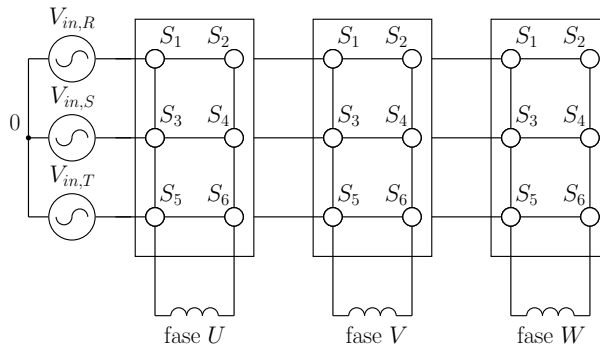 V_{in,R} S_1 S_2 S_1 S_2 S_1 S_2
V_{in,S}
0 S_3 S_4 S_3 S_4 S_3 S_4
V_{in,T}
S_5 S_6 S_5 S_6 S_5 S_6
fase U fase V fase W